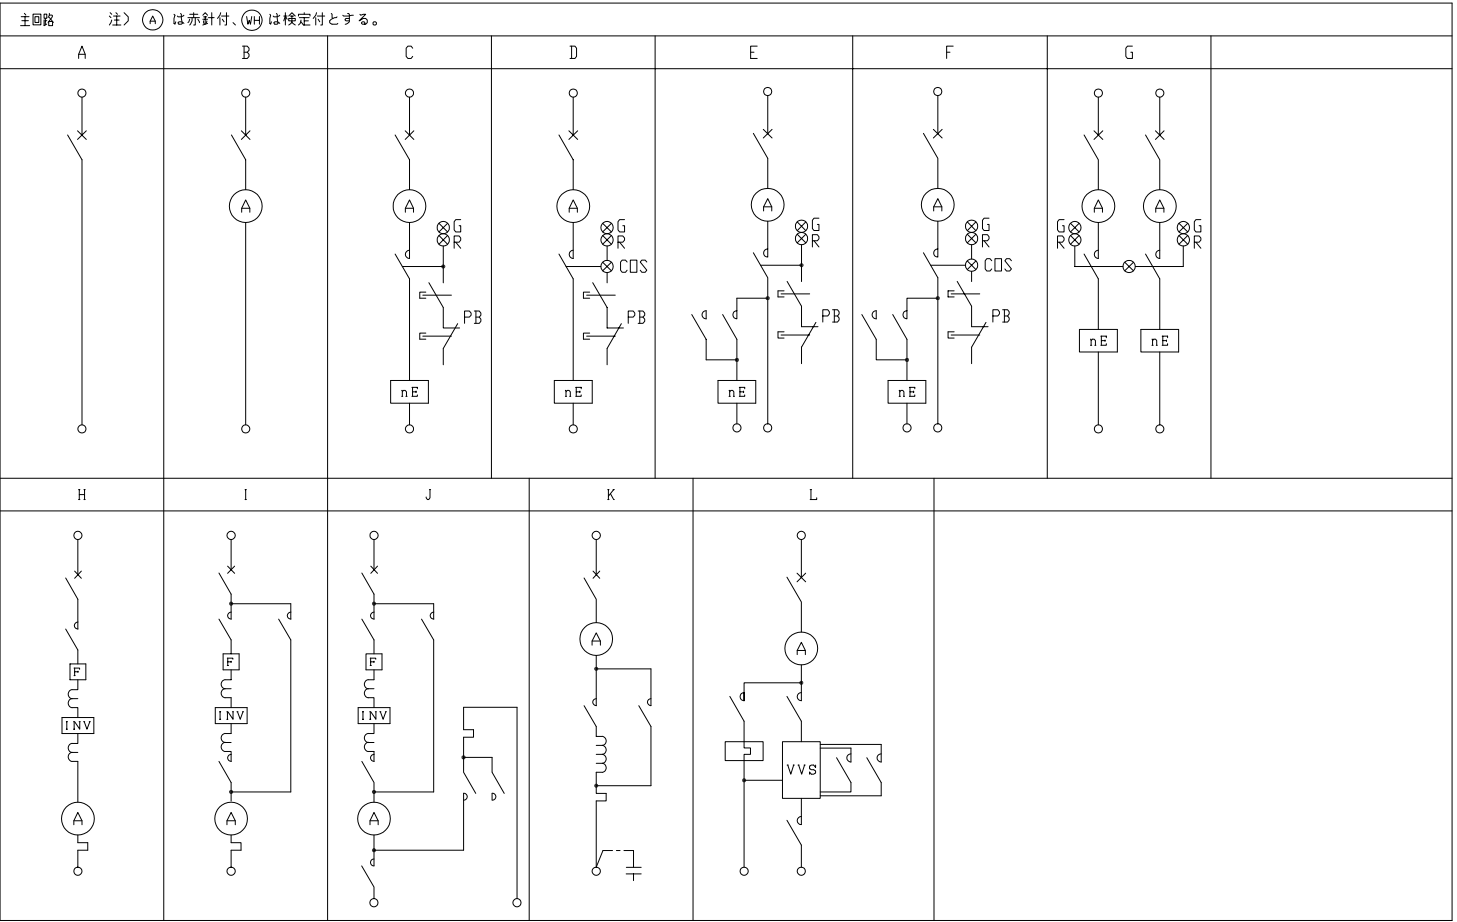 主回路　　注) Ⓐ は赤針付、(WH) は検定付とする。
A B C D E F G
A
A G R PB nE
A G R COS PB nE
A G R PB nE
A G R COS PB nE
A A G R G R nE nE
H I J K L
F INV A
F INV A
F INV A
A
A VVS